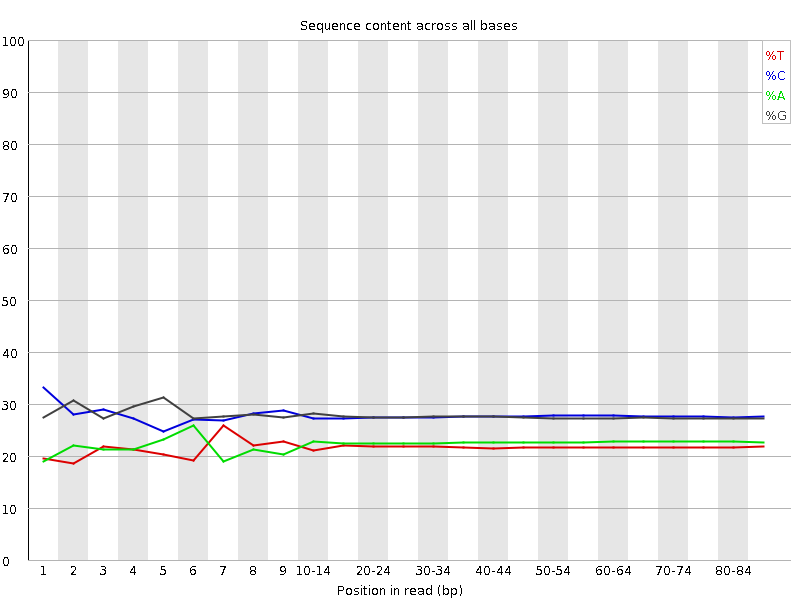 Sequence content across all bases
100
90
80
70
60
50
40
30
20
10
0
%T
%C
%A
%G
1 2 3 4 5 6 7 8 9 10-14 20-24 30-34 40-44 50-54 60-64 70-74 80-84
Position in read (bp)